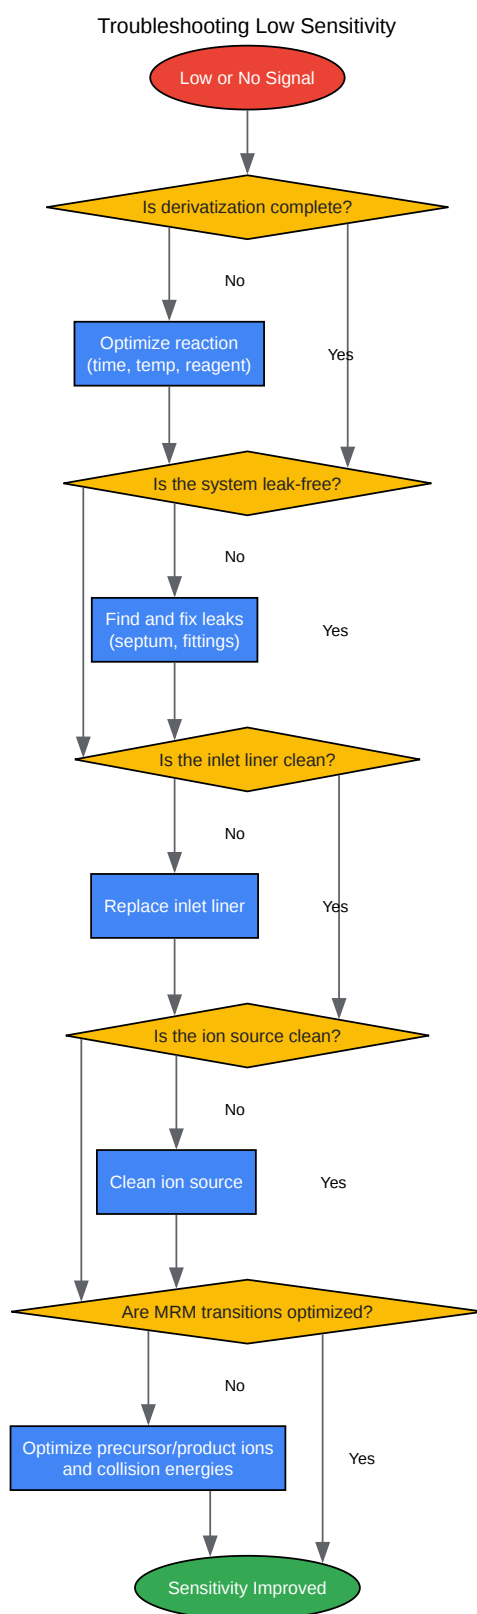 Troubleshooting Low Sensitivity
Low or No Signal
Is derivatization complete?
No
Optimize reaction
(time, temp, reagent)
Yes
Is the system leak-free?
No
Find and fix leaks
(septum, fittings)
Yes
Is the inlet liner clean?
No
Replace inlet liner
Yes
Is the ion source clean?
No
Clean ion source
Yes
Are MRM transitions optimized?
No
Optimize precursor/product ions
and collision energies
Yes
Sensitivity Improved